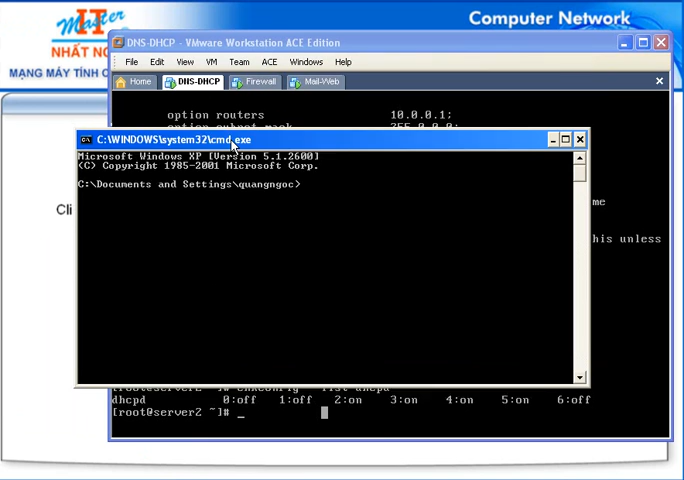 Master
IT
NHẤT NG
MẠNG MÁY TÍNH
Computer Network
DNS-DHCP - VMware Workstation ACE Edition
File Edit View VM Team ACE Windows Help
Home DNS-DHCP Firewall Mail-Web
option routers 10.0.0.1;
option subnet mask 255.0.0.0;
C:\WINDOWS\system32\cmd.exe
Microsoft Windows XP [Version 5.1.2600]
(C) Copyright 1985-2001 Microsoft Corp.
C:\Documents and Settings\quangngoc>
me
Cli
his unless
[root@server2 ~]# chkconfig --list dhcpd
dhcpd 0:off 1:off 2:on 3:on 4:on 5:on 6:off
[root@server2 ~]# _